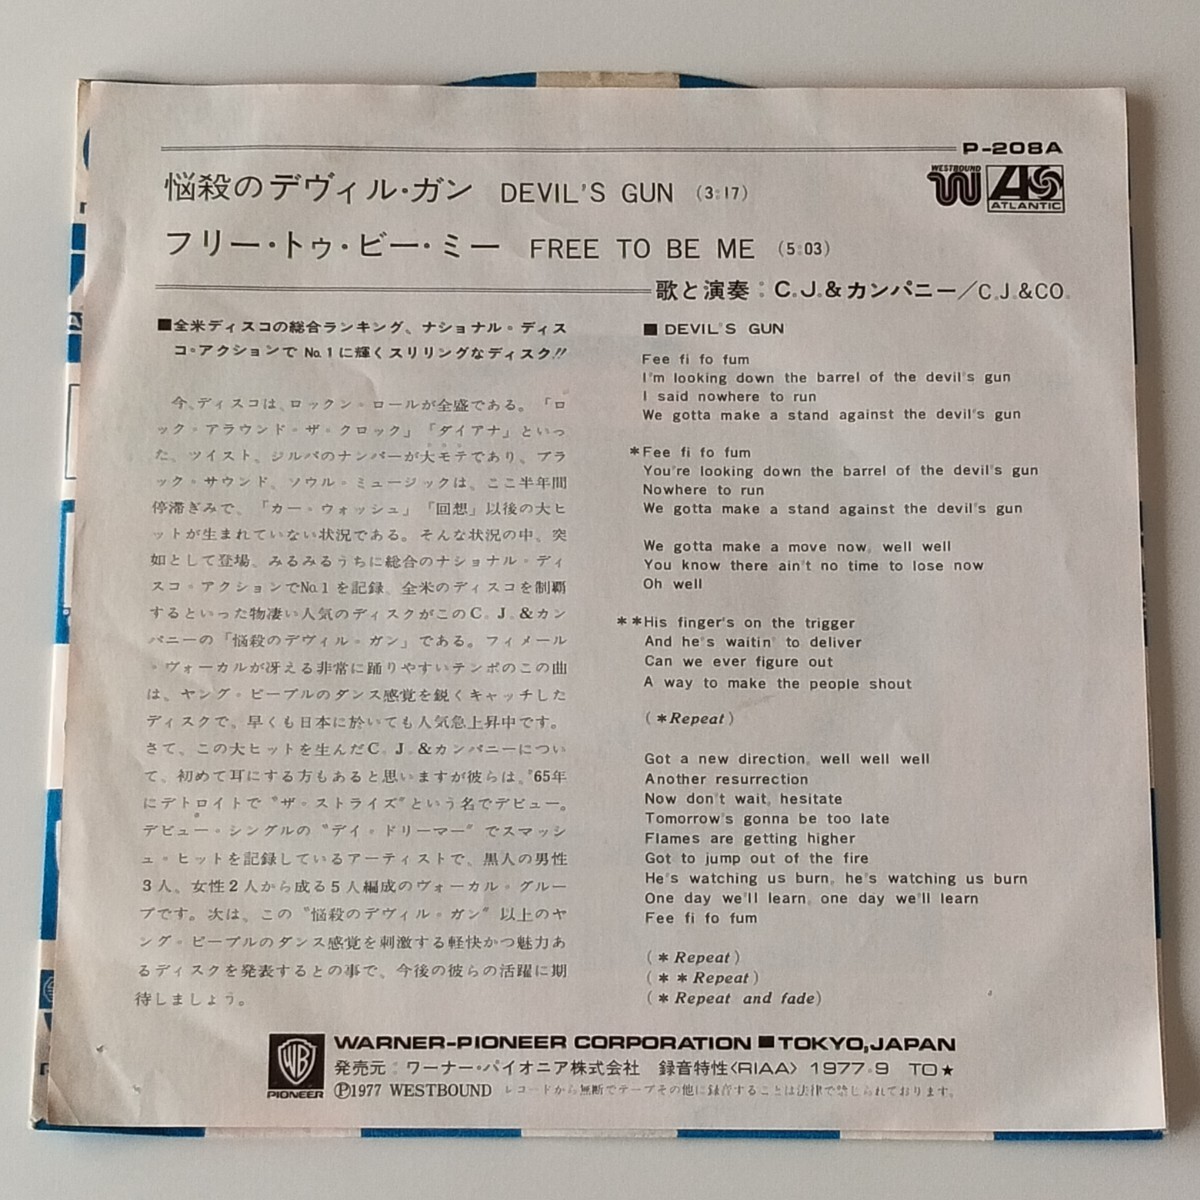 P-208A
悩殺のデヴィル・ガン DEVIL'S GUN (3:17)
WESTBOUND
ATLANTIC
フリー・トゥ・ビー・ミー FREE TO BE ME (5:03)
歌と演奏：C.J.&カンパニー／C.J.&CO.
■全米ディスコの総合ランキング、ナショナル・ディス
コ・アクションで No.1に輝くスリリングなディスク!!
今、ディスコは、ロックン・ロールが全盛である。「ロ
ック・アラウンド・ザ・クロック」「ダイアナ」といっ
た、ツイスト、ジルバのナンバーが大モテであり、ブラ
ック・サウンド、ソウル・ミュージックは、ここ半年間
停滞ぎみで、「カー・ウォッシュ」「回想」以後の大ヒ
ットが生まれていない状況である。そんな状況の中、突
如として登場、みるみるうちに総合のナショナル・ディ
スコ・アクションでNo.1を記録、全米のディスコを制覇
するといった物凄い人気のディスクがこのC.J.&カン
パニーの「悩殺のデヴィル・ガン」である。フィメール
・ヴォーカルが冴える非常に踊りやすいテンポのこの曲
は、ヤング・ピープルのダンス感覚を鋭くキャッチした
ディスクで、早くも日本に於いても人気急上昇中です。
さて、この大ヒットを生んだC.J.&カンパニーについ
て、初めて耳にする方もあると思いますが彼らは、'65年
にデトロイトで"ザ・ストライズ"という名でデビュー。
デビュー・シングルの"デイ・ドリーマー"でスマッシ
ュ・ヒットを記録しているアーティストで、黒人の男性
3人、女性2人から成る5人編成のヴォーカル・グルー
プです。次は、この"悩殺のデヴィル・ガン"以上のヤ
ング・ピープルのダンス感覚を刺激する軽快かつ魅力あ
るディスクを発表するとの事で、今後の彼らの活躍に期
待しましょう。
■ DEVIL'S GUN
Fee fi fo fum
I'm looking down the barrel of the devil's gun
I said nowhere to run
We gotta make a stand against the devil's gun
*Fee fi fo fum
You're looking down the barrel of the devil's gun
Nowhere to run
We gotta make a stand against the devil's gun
We gotta make a move now, well well
You know there ain't no time to lose now
Oh well
**His finger's on the trigger
And he's waitin' to deliver
Can we ever figure out
A way to make the people shout
(*Repeat)
Got a new direction, well well well
Another resurrection
Now don't wait, hesitate
Tomorrow's gonna be too late
Flames are getting higher
Got to jump out of the fire
He's watching us burn, he's watching us burn
One day we'll learn, one day we'll learn
Fee fi fo fum
(*Repeat)
(**Repeat)
(*Repeat and fade)
WB
PIONEER
WARNER-PIONEER CORPORATION ■ TOKYO, JAPAN
発売元：ワーナー・パイオニア株式会社 録音特性〈RIAA〉 1977・9 TO★
Ⓟ1977 WESTBOUND レコードから無断でテープその他に録音することは法律で禁じられております。